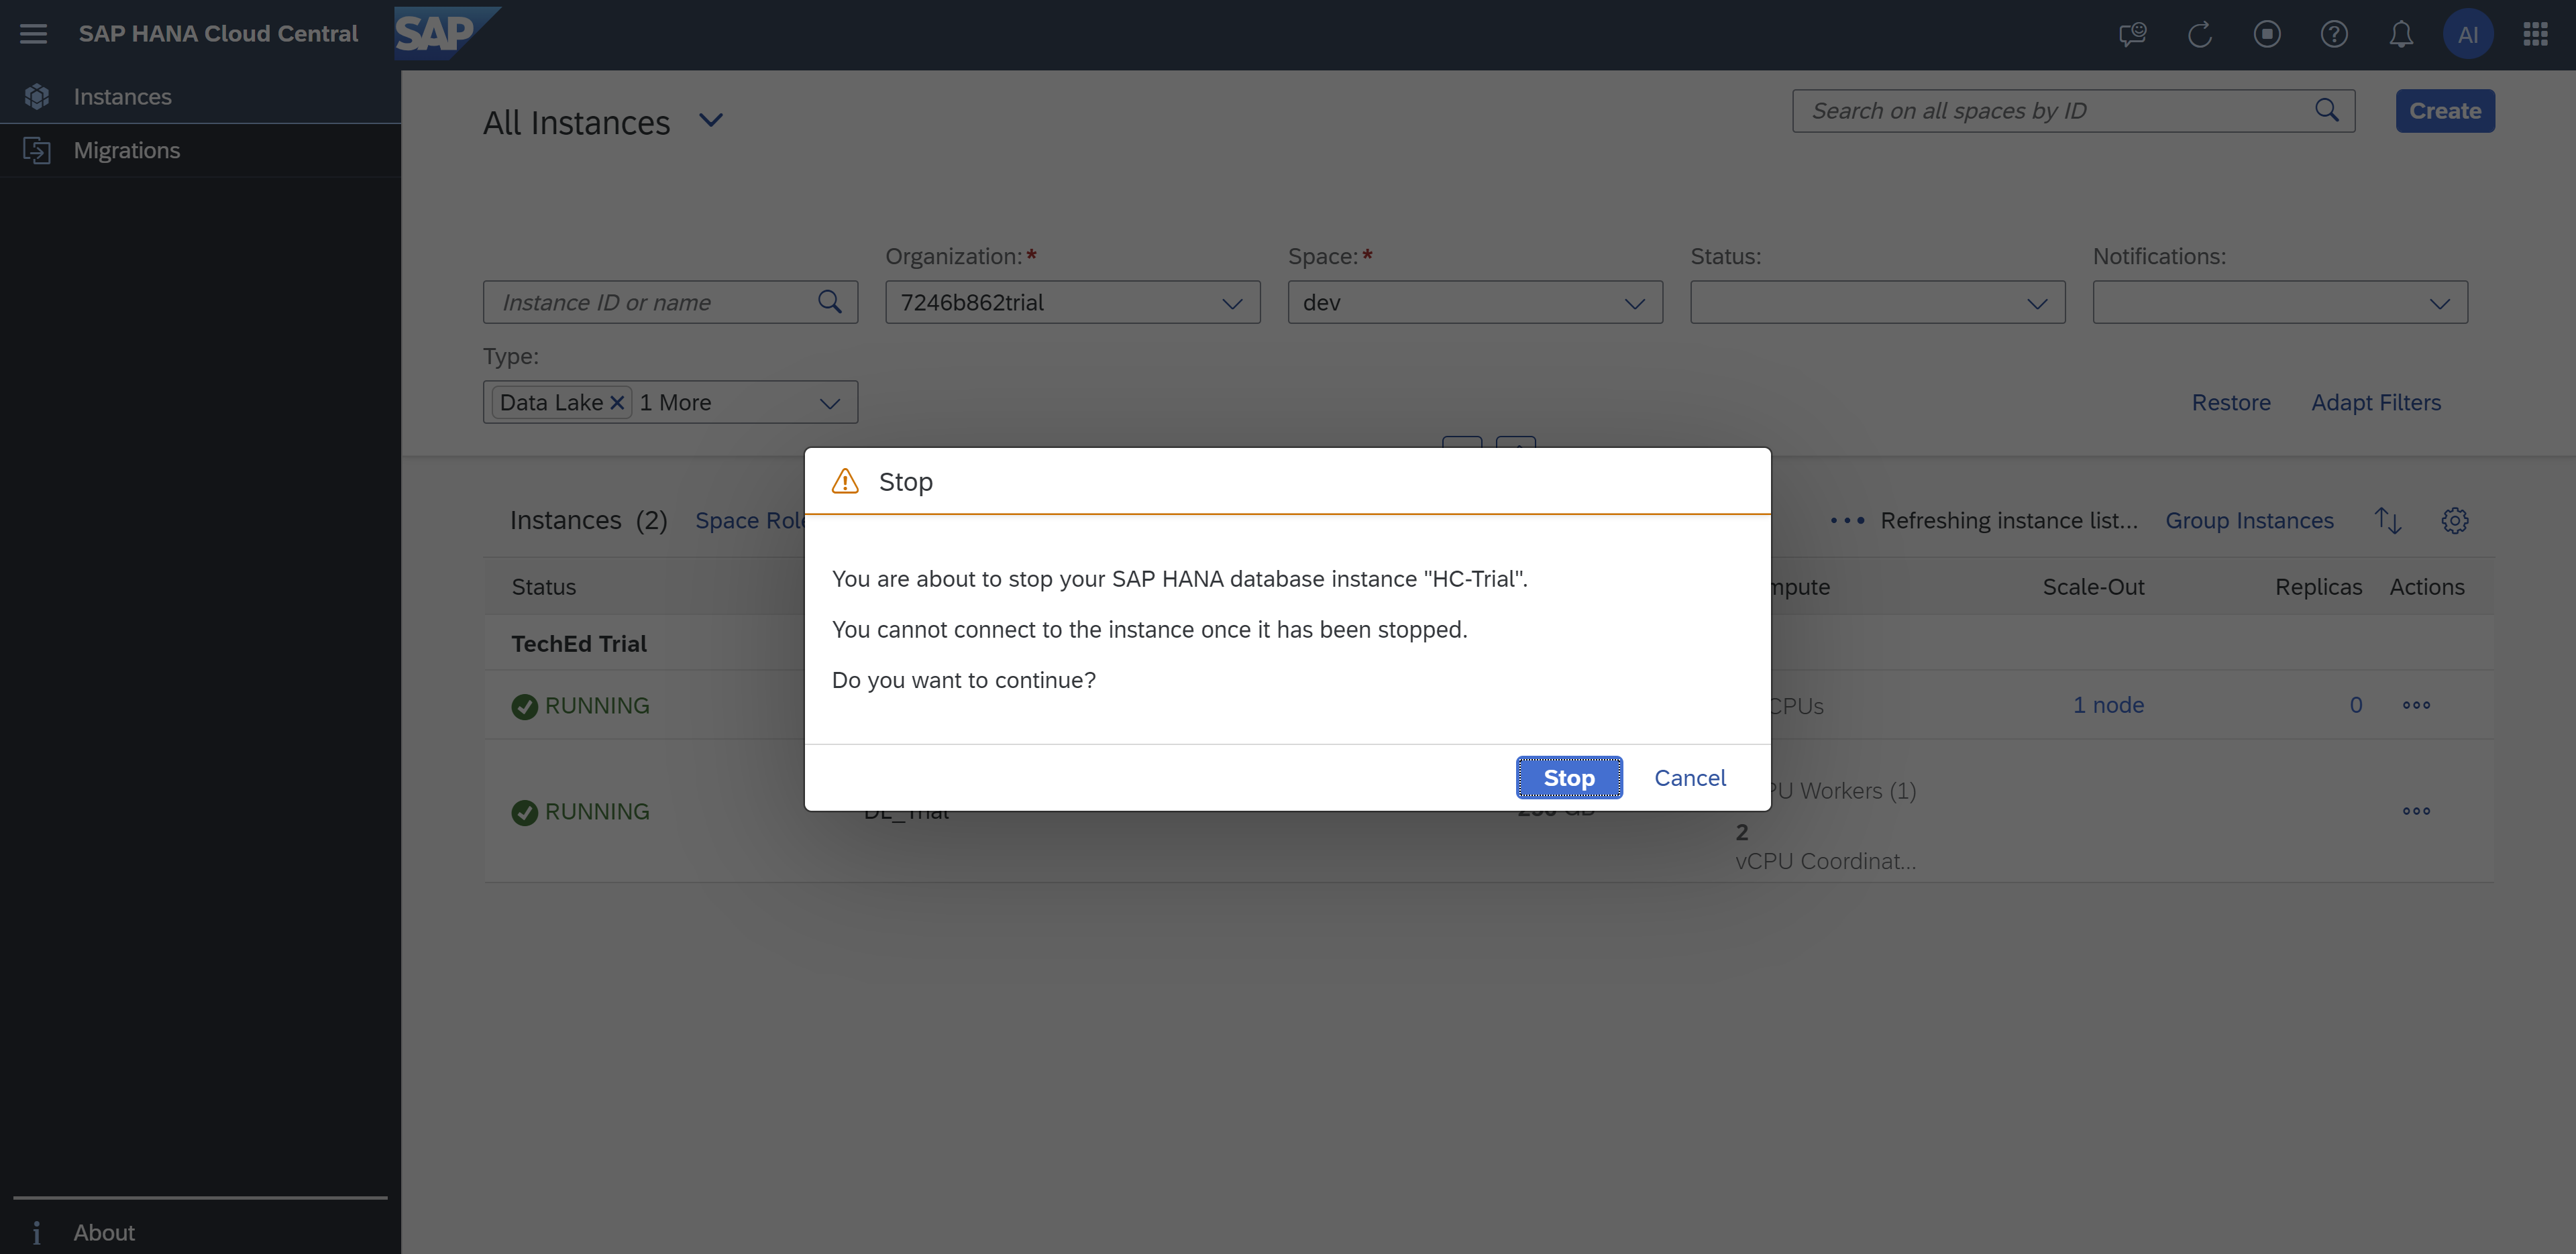 SAP HANA Cloud Central
SAP
AI
Instances
Migrations
All Instances
Search on all spaces by ID
Create
Organization:*
Space:*
Status:
Notifications:
Instance ID or name
7246b862trial
dev
Type:
Data Lake 1 More
Restore
Adapt Filters
Stop
Instances (2)
Refreshing instance list...
Group Instances
You are about to stop your SAP HANA database instance "HC-Trial".
Status
Scale-Out
Replicas
Actions
You cannot connect to the instance once it has been stopped.
TechEd Trial
Do you want to continue?
RUNNING
1 node
0
Stop
Cancel
Workers (1)
RUNNING
2
vCPU Coordinat...
About